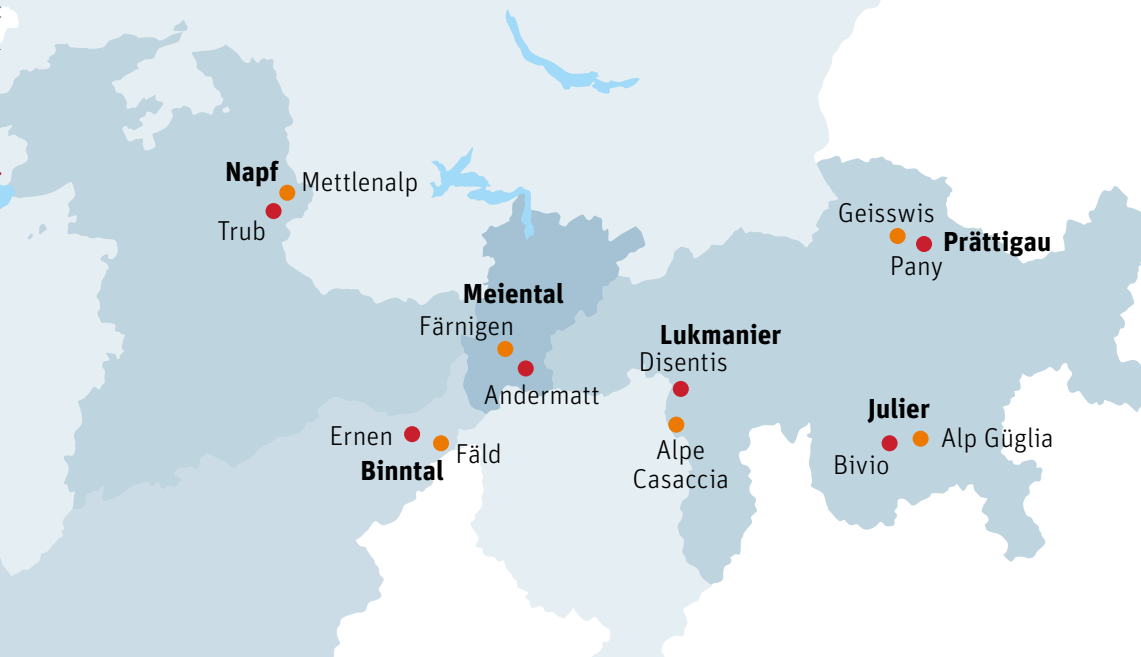 Napf
Mettlenalp
Trub
Geisswis
Prättigau
Pany
Meiental
Färnigen
Andermatt
Lukmanier
Disentis
Julier
Alp Güglia
Bivio
Ernen
Fäld
Binntal
Alpe
Casaccia